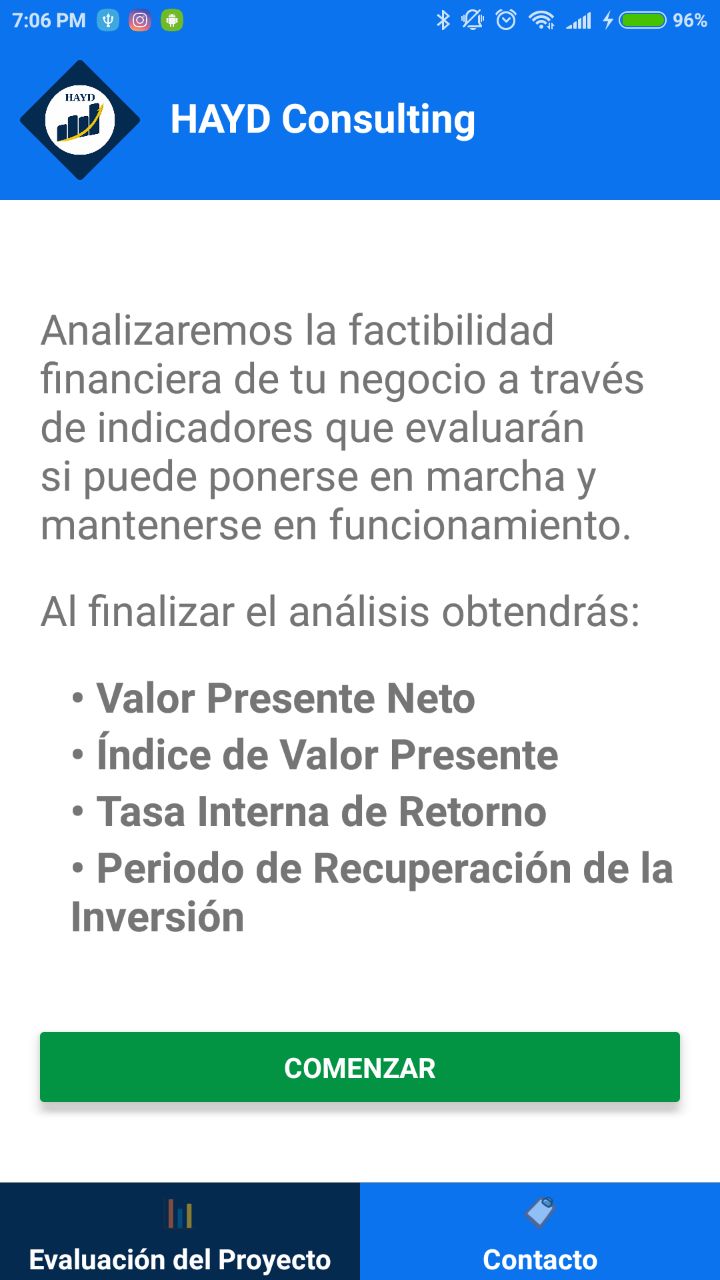 7:06 PM 96%
HAYD
HAYD Consulting
Analizaremos la factibilidad
financiera de tu negocio a través
de indicadores que evaluarán
si puede ponerse en marcha y
mantenerse en funcionamiento.
Al finalizar el análisis obtendrás:
• Valor Presente Neto
• Índice de Valor Presente
• Tasa Interna de Retorno
• Periodo de Recuperación de la
Inversión
COMENZAR
Evaluación del Proyecto
Contacto